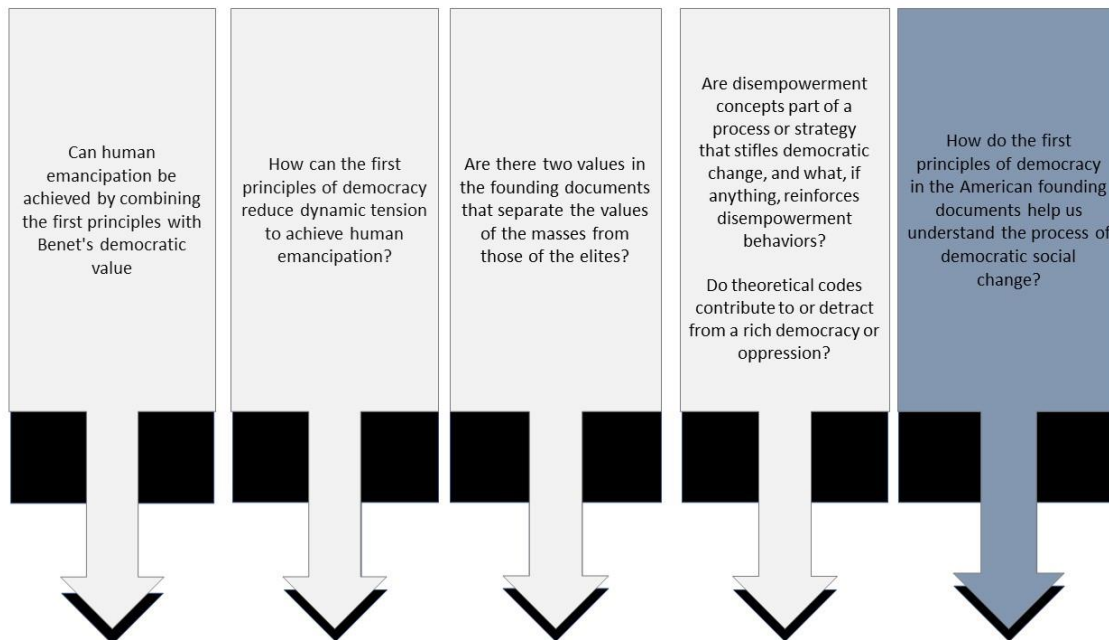 Can human
emancipation be
achieved by combining
the first principles with
Benet's democratic
value
How can the first
principles of democracy
reduce dynamic tension
to achieve human
emancipation?
Are there two values in
the founding documents
that separate the values
of the masses from
those of the elites?
Are disempowerment
concepts part of a
process or strategy
that stifles democratic
change, and what, if
anything, reinforces
disempowerment
behaviors?
Do theoretical codes
contribute to or detract
from a rich democracy or
oppression?
How do the first
principles of democracy
in the American founding
documents help us
understand the process of
democratic social
change?